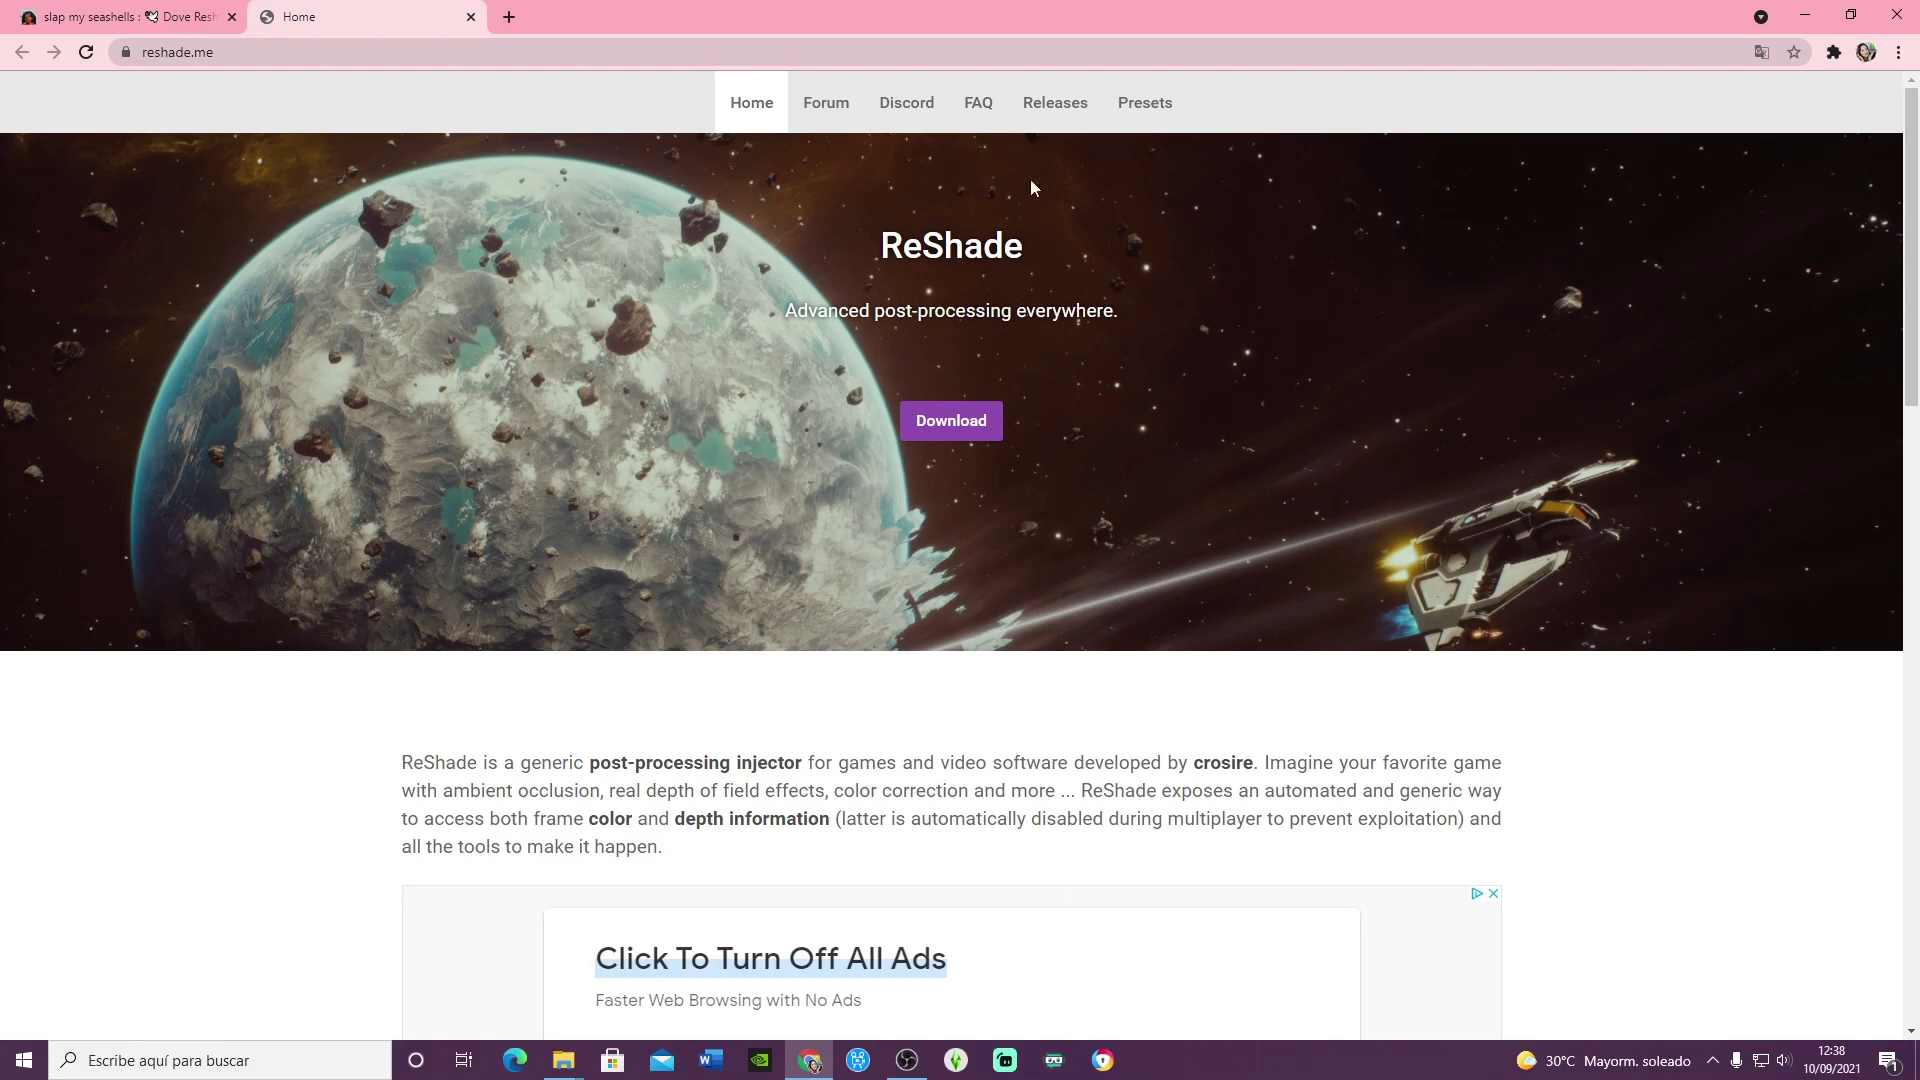 slap my seashells : 🕊 Dove Resh
Home
reshade.me
Home Forum Discord FAQ Releases Presets
ReShade
Advanced post-processing everywhere.
Download
ReShade is a generic post-processing injector for games and video software developed by crosire. Imagine your favorite game
with ambient occlusion, real depth of field effects, color correction and more ... ReShade exposes an automated and generic way
to access both frame color and depth information (latter is automatically disabled during multiplayer to prevent exploitation) and
all the tools to make it happen.
Click To Turn Off All Ads
Faster Web Browsing with No Ads
Escribe aquí para buscar
30°C Mayorm. soleado
12:38
10/09/2021
1